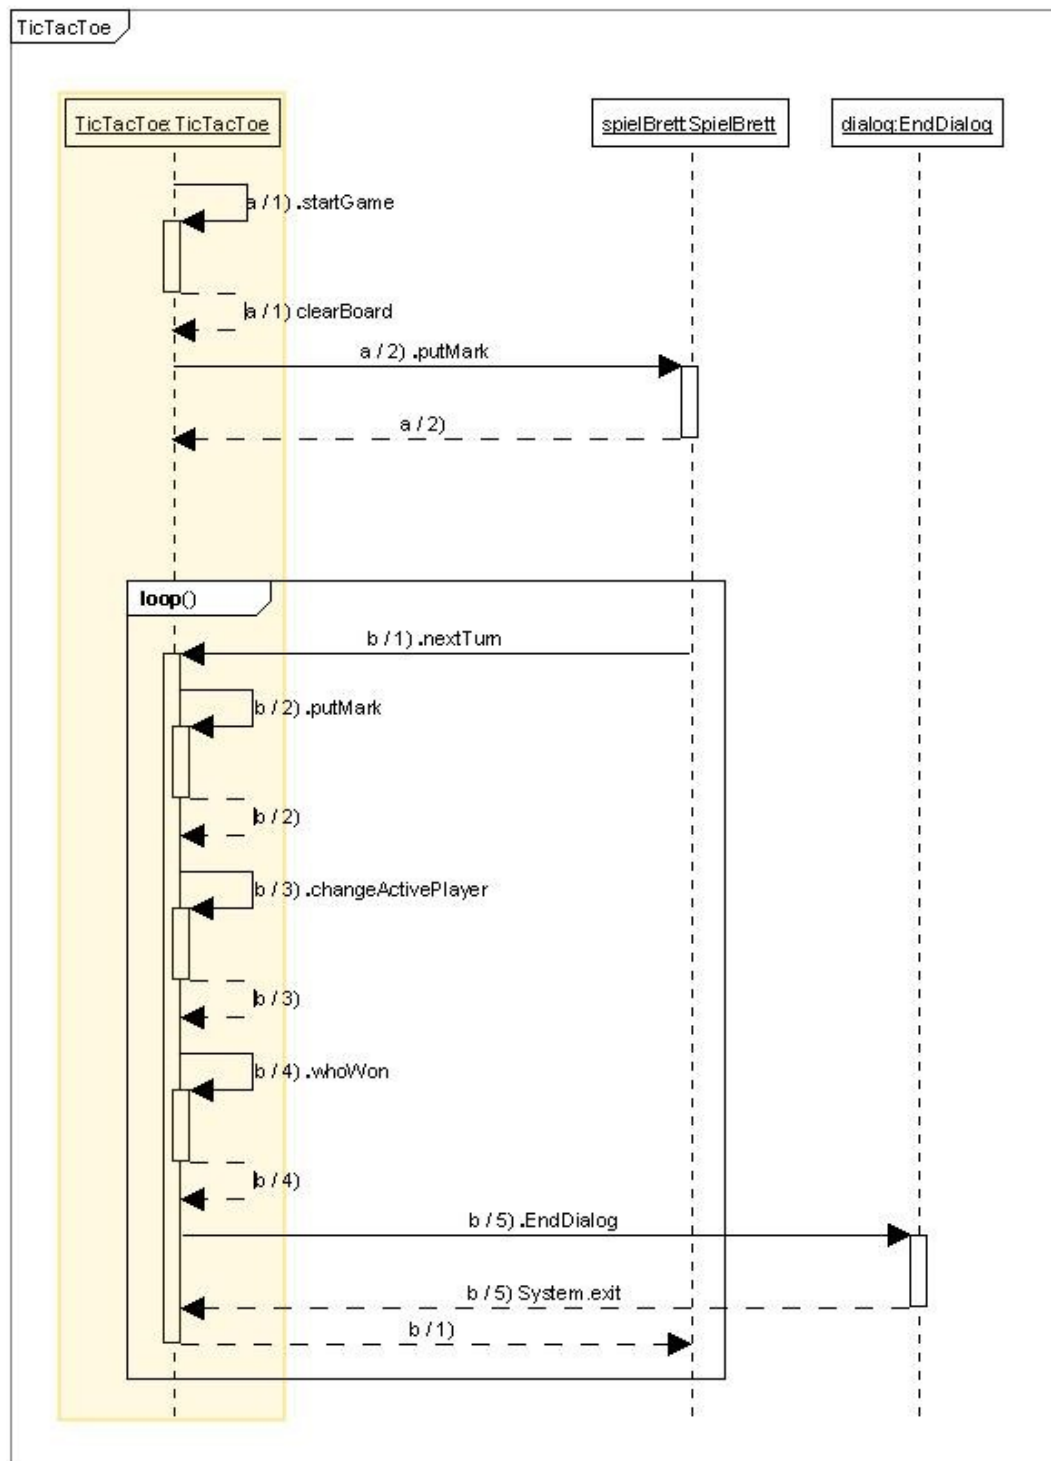 TicTacToe
TicTacToe:TicTacToe
spielBrett:SpielBrett
dialog:EndDialog
a / 1) .startGame
a / 1) clearBoard
a / 2) .putMark
a / 2)
loop()
b / 1) .nextTurn
b / 2) .putMark
b / 2)
b / 3) .changeActivePlayer
b / 3)
b / 4) .whoWon
b / 4)
b / 5) .EndDialog
b / 5) System.exit
b / 1)